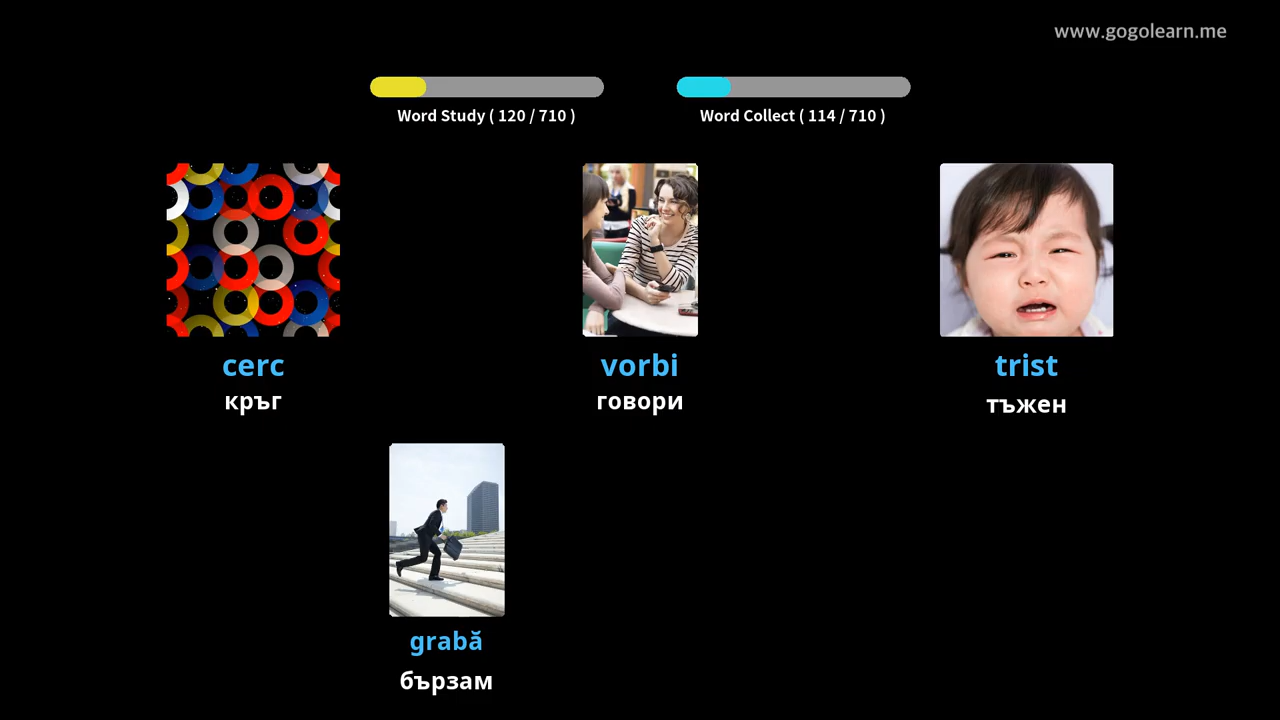 www.gogolearn.me
Word Study ( 120 / 710 )
Word Collect ( 114 / 710 )
cerc
кръг
vorbi
говори
trist
тъжен
grabă
бързам